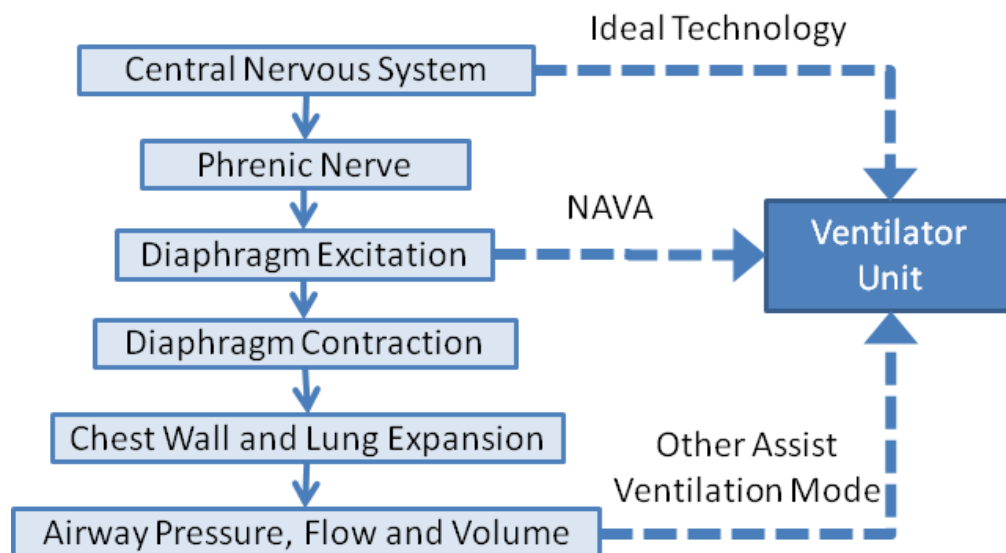 Ideal Technology
Central Nervous System
Phrenic Nerve
NAVA
Ventilator
Unit
Diaphragm Excitation
Diaphragm Contraction
Chest Wall and Lung Expansion
Other Assist
Ventilation Mode
Airway Pressure, Flow and Volume